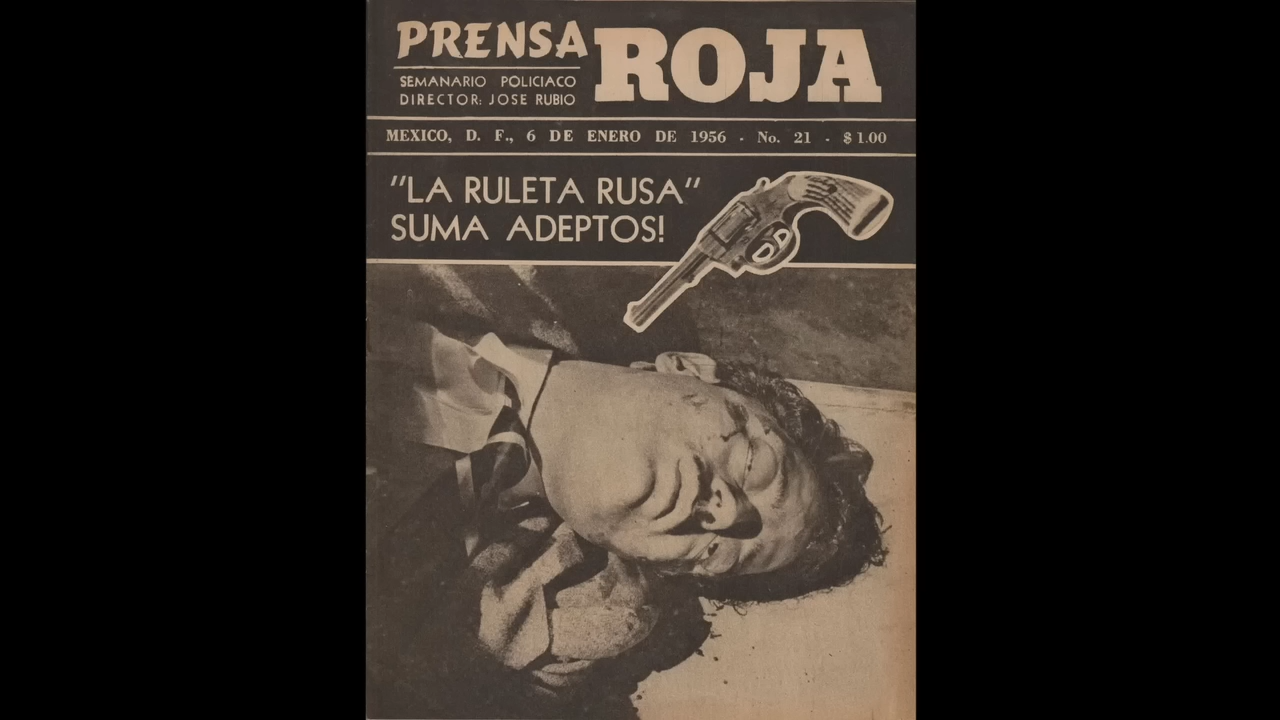 PRENSA ROJA
SEMANARIO POLICIACO
DIRECTOR: JOSE RUBIO
MEXICO, D. F., 6 DE ENERO DE 1956 - No. 21 - $ 1.00
"LA RULETA RUSA"
SUMA ADEPTOS!